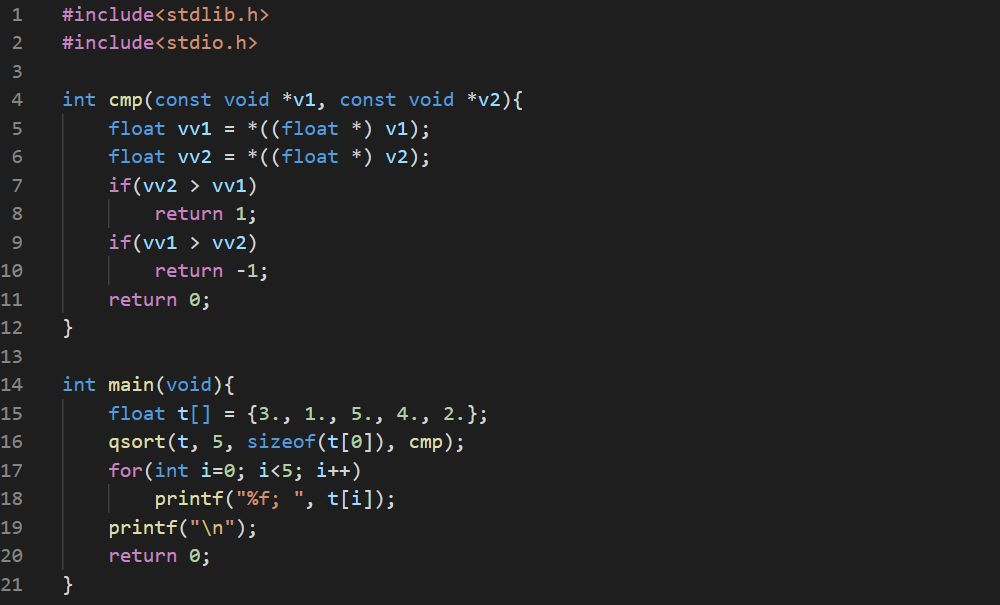 1 #include<stdlib.h>
2 #include<stdio.h>
3
4 int cmp(const void *v1, const void *v2){
5     float vv1 = *((float *) v1);
6     float vv2 = *((float *) v2);
7     if(vv2 > vv1)
8         return 1;
9     if(vv1 > vv2)
10         return -1;
11     return 0;
12 }
13
14 int main(void){
15     float t[] = {3., 1., 5., 4., 2.};
16     qsort(t, 5, sizeof(t[0]), cmp);
17     for(int i=0; i<5; i++)
18         printf("%f; ", t[i]);
19     printf("\n");
20     return 0;
21 }